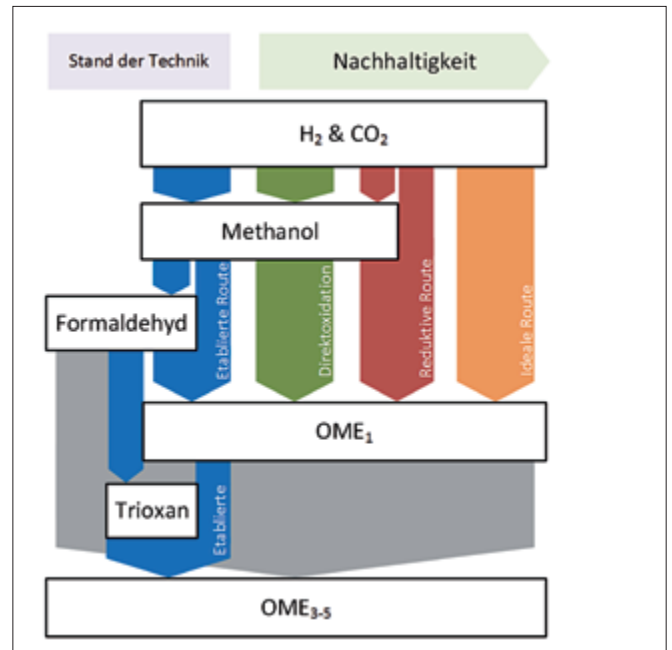 Stand der Technik
Nachhaltigkeit
H₂ & CO₂
Methanol
Formaldehyd
Etablierte Route
Direktoxidation
Reduktive Route
Ideale Route
OME₁
Trioxan
Etablierte
OME₃₋₅